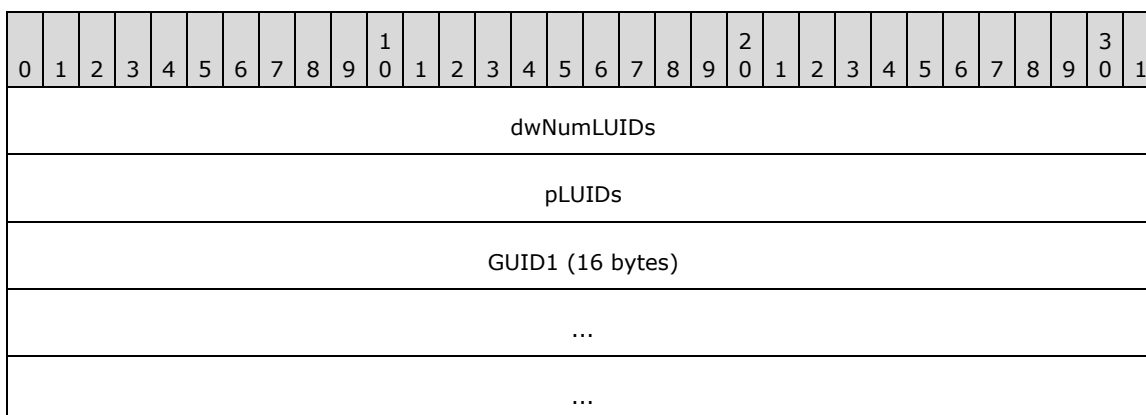 1 2 3
0 1 2 3 4 5 6 7 8 9 0 1 2 3 4 5 6 7 8 9 0 1 2 3 4 5 6 7 8 9 0 1
dwNumLUIDs
pLUIDs
GUID1 (16 bytes)
...
...